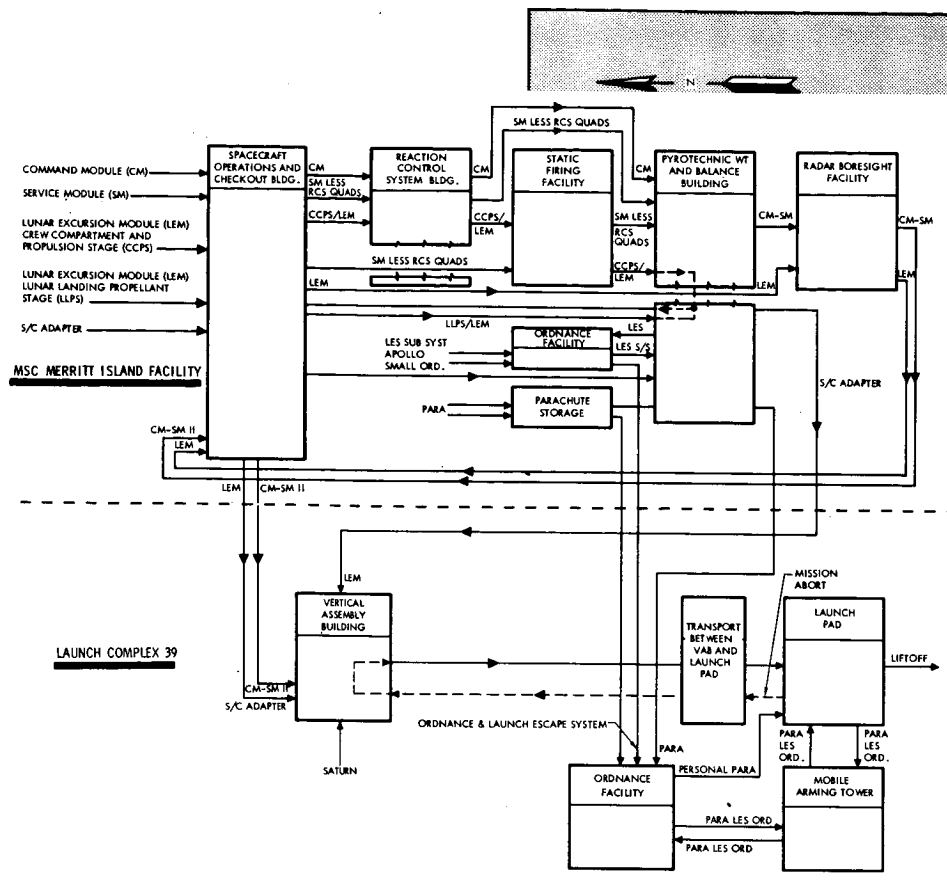 N
SPACECRAFT
OPERATIONS AND
CHECKOUT BLDG.
COMMAND MODULE (CM)
SERVICE MODULE (SM)
LUNAR EXCURSION MODULE (LEM)
CREW COMPARTMENT AND
PROPULSION STAGE (CCPS)
LUNAR EXCURSION MODULE (LEM)
LUNAR LANDING PROPELLANT
STAGE (LLPS)
S/C ADAPTER
MSC MERRITT ISLAND FACILITY
CM-SM II
LEM
CM
SM LESS
RCS QUADS
CCPS/LEM
REACTION
CONTROL
SYSTEM BLDG.
CM
SM LESS RCS QUADS
CCPS/
LEM
STATIC
FIRING
FACILITY
CM
SM LESS
RCS
QUADS
CCPS/
LEM
PYROTECHNIC WT
AND BALANCE
BUILDING
CM-SM
LEM
RADAR BORESIGHT
FACILITY
CM-SM
LEM
SM LESS RCS QUADS
LEM
LLPS/LEM
LES
LES SUB SYST
APOLLO
SMALL ORD.
ORDNANCE
FACILITY
LES S/S
PARA
PARACHUTE
STORAGE
S/C ADAPTER
LEM
CM-SM II
LEM
VERTICAL
ASSEMBLY
BUILDING
LAUNCH COMPLEX 39
CM-SM II
S/C ADAPTER
SATURN
TRANSPORT
BETWEEN
VAB AND
LAUNCH
PAD
MISSION
ABORT
LAUNCH
PAD
LIFTOFF
ORDNANCE & LAUNCH ESCAPE SYSTEM
PARA
ORDNANCE
FACILITY
PERSONAL PARA
PARA
LES
ORD.
PARA
LES
ORD.
MOBILE
ARMING TOWER
PARA LES ORD
PARA LES ORD